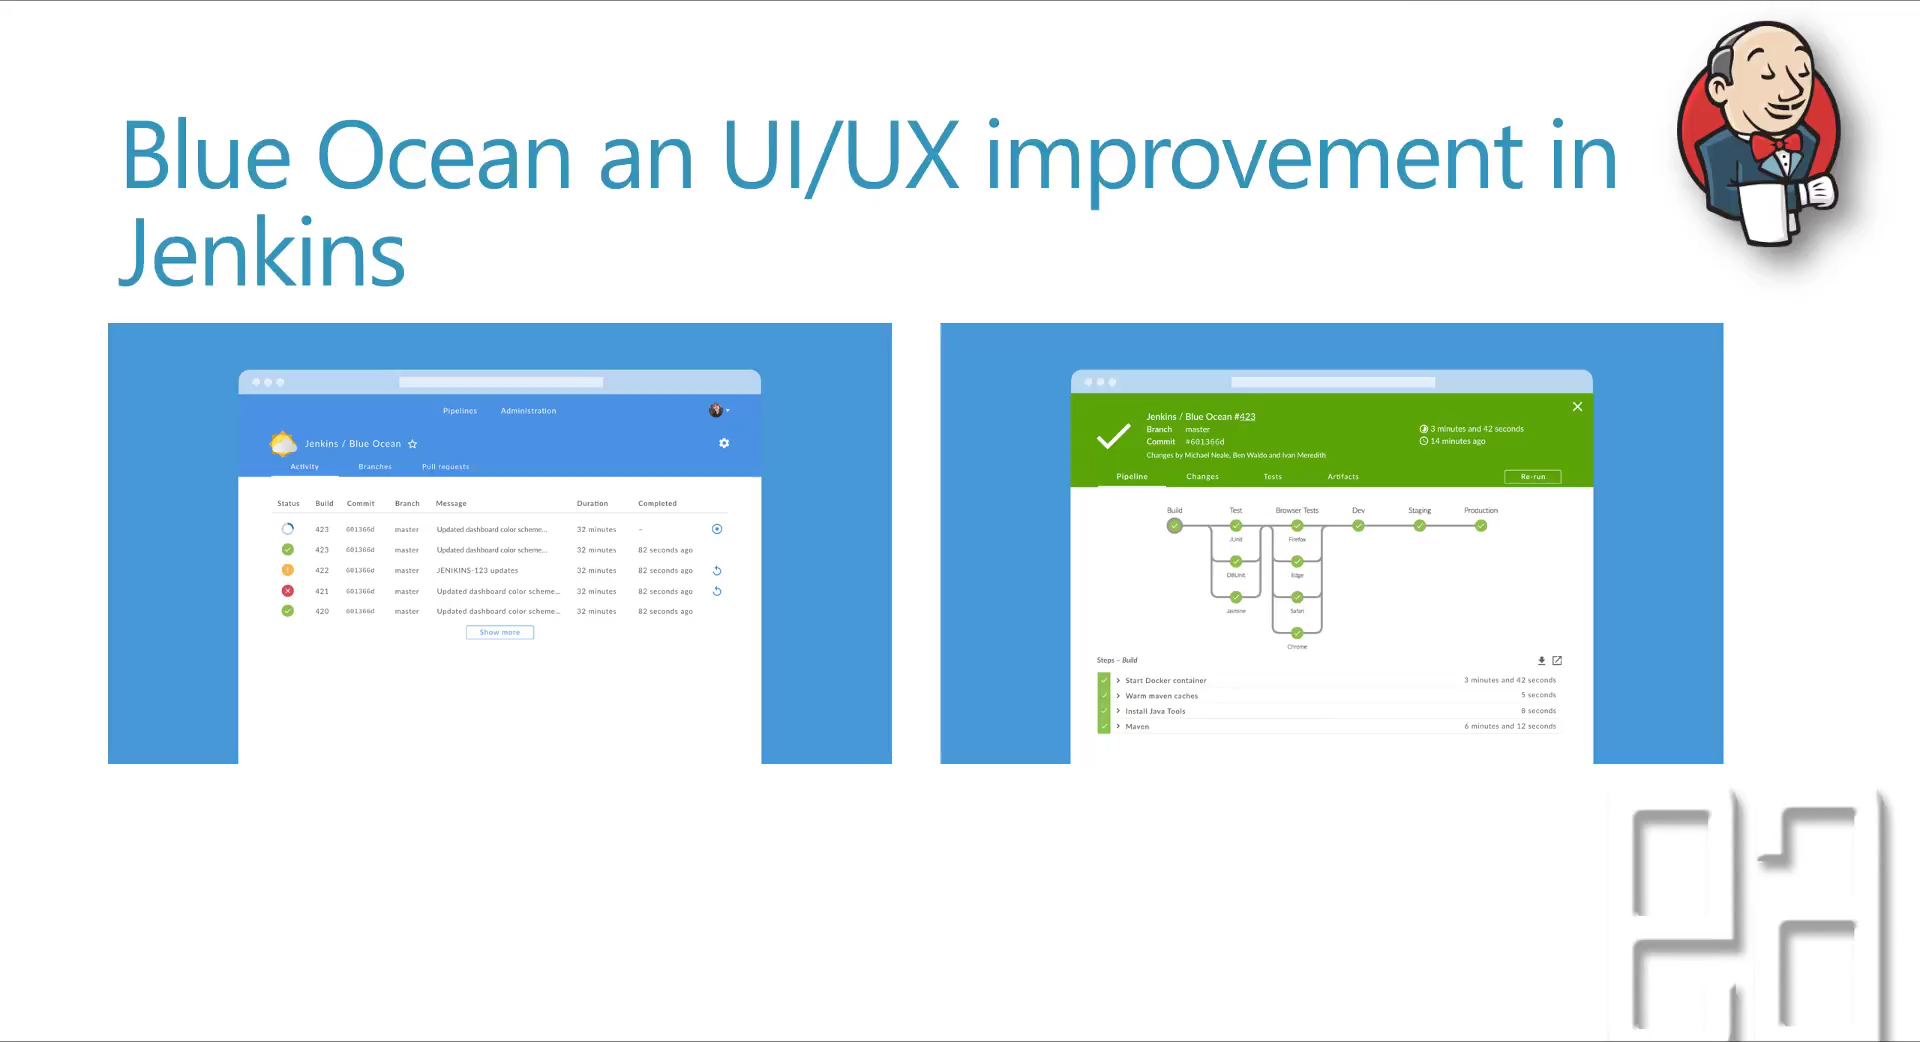 Blue Ocean an UI/UX improvement in
Jenkins
Pipelines Administration
Jenkins / Blue Ocean
Activity Branches Pull requests
Status Build Commit Branch Message Duration Completed
423 601366d master Updated dashboard color scheme... 32 minutes -
423 601366d master Updated dashboard color scheme... 32 minutes 82 seconds ago
422 601366d master JENIKINS-123 updates 32 minutes 82 seconds ago
421 601366d master Updated dashboard color scheme... 32 minutes 82 seconds ago
420 601366d master Updated dashboard color scheme... 32 minutes 82 seconds ago
Show more
Jenkins / Blue Ocean #423
Branch master 3 minutes and 42 seconds
Commit #601366d 14 minutes ago
Changes by Michael Neale, Ben Waldo and Ivan Meredith
Pipeline Changes Tests Artifacts Re-run
Build Test Browser Tests Dev Staging Production
JUnit Firefox
DBUnit Edge
Jasmine Safari
Chrome
Steps - Build
Start Docker container 3 minutes and 42 seconds
Warm maven caches 5 seconds
Install Java Tools 8 seconds
Maven 6 minutes and 12 seconds